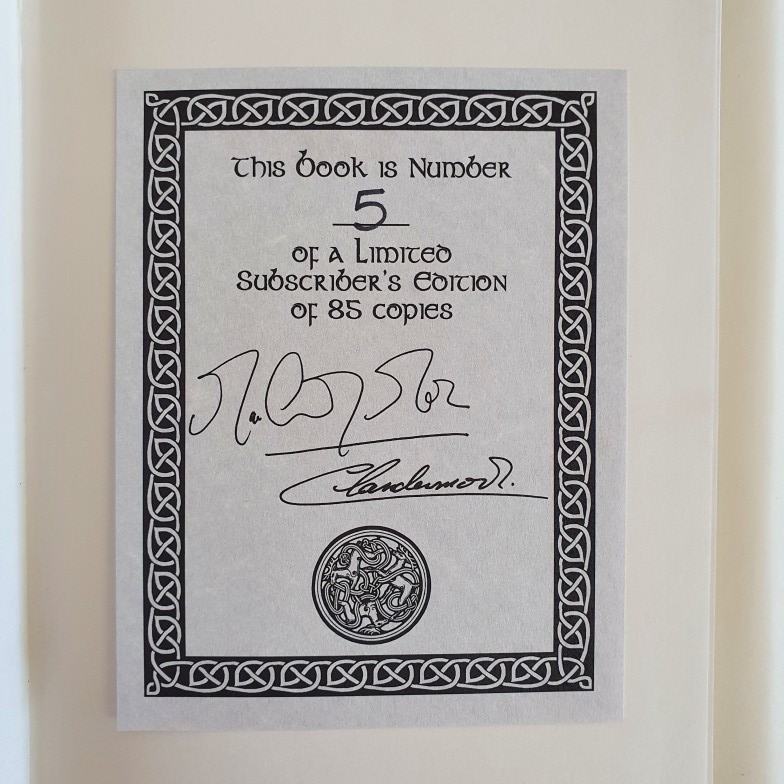 This Book is Number
5
of a Limited
Subscriber's Edition
of 85 copies